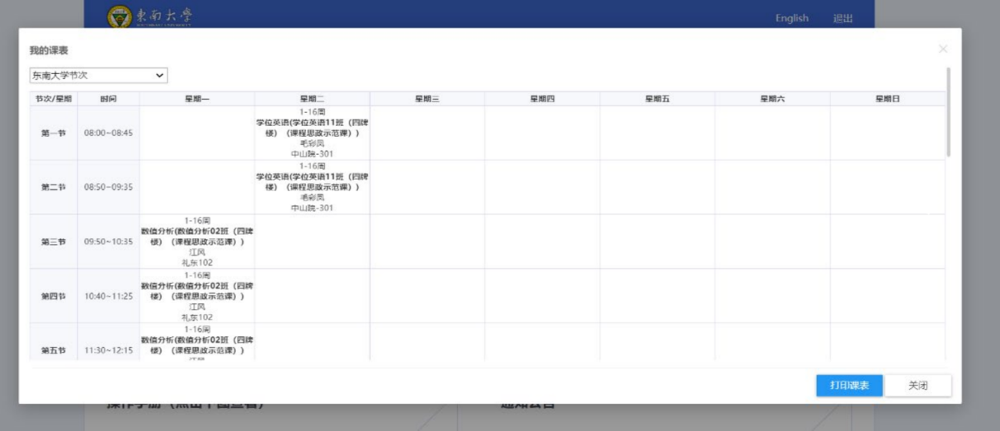 東南大學
English 退出
我的课表
东南大学节次
节次/星期 时间 星期一 星期二 星期三 星期四 星期五 星期六 星期日
第一节 08:00~08:45
1-16周
学位英语(学位英语11班（四牌
楼）（课程思政示范课）)
毛彩凤
中山院-301
第二节 08:50~09:35
1-16周
学位英语(学位英语11班（四牌
楼）（课程思政示范课）)
毛彩凤
中山院-301
第三节 09:50~10:35
1-16周
数值分析(数值分析02班（四牌
楼）（课程思政示范课）)
江风
礼东102
第四节 10:40~11:25
1-16周
数值分析(数值分析02班（四牌
楼）（课程思政示范课）)
江风
礼东102
第五节 11:30~12:15
1-16周
数值分析(数值分析02班（四牌
楼）（课程思政示范课）)
打印课表 关闭